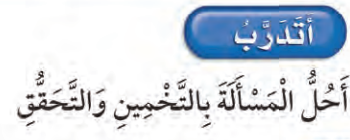 أَتَدَرَّبُ
أَحُلُّ الْمَسْأَلَةَ بِالتَّخْمِينِ وَالتَّحَقُّقِ